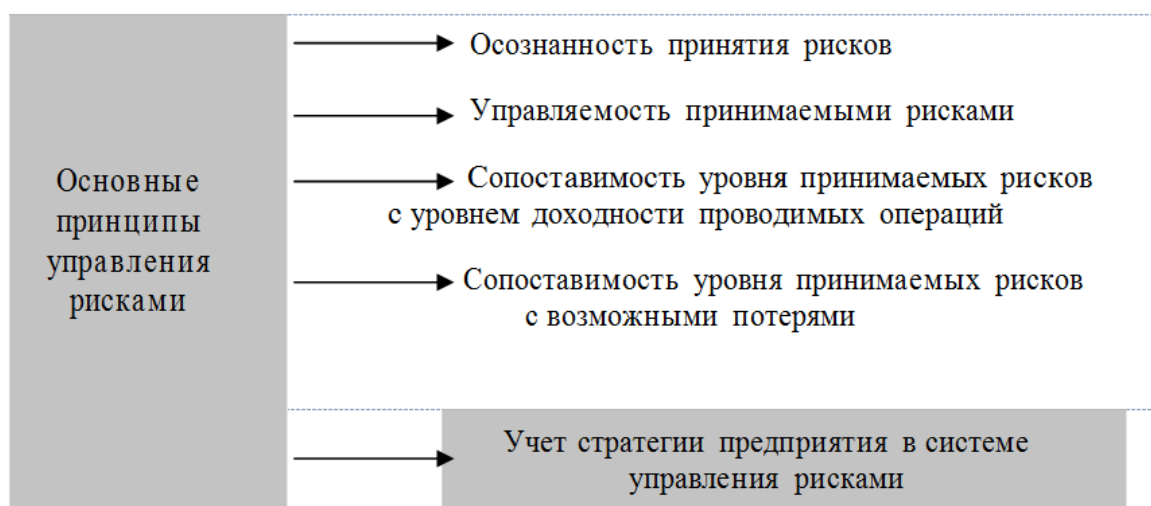 Основные
принципы
управления
рисками
Осознанность принятия рисков
Управляемость принимаемыми рисками
Сопоставимость уровня принимаемых рисков
с уровнем доходности проводимых операций
Сопоставимость уровня принимаемых рисков
с возможными потерями
Учет стратегии предприятия в системе
управления рисками